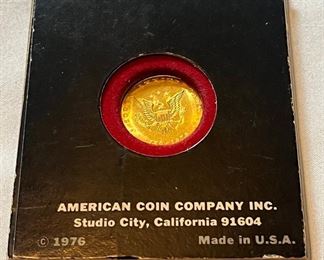 AMERICAN COIN COMPANY INC.
Studio City, California 91604
© 1976 Made in U.S.A.